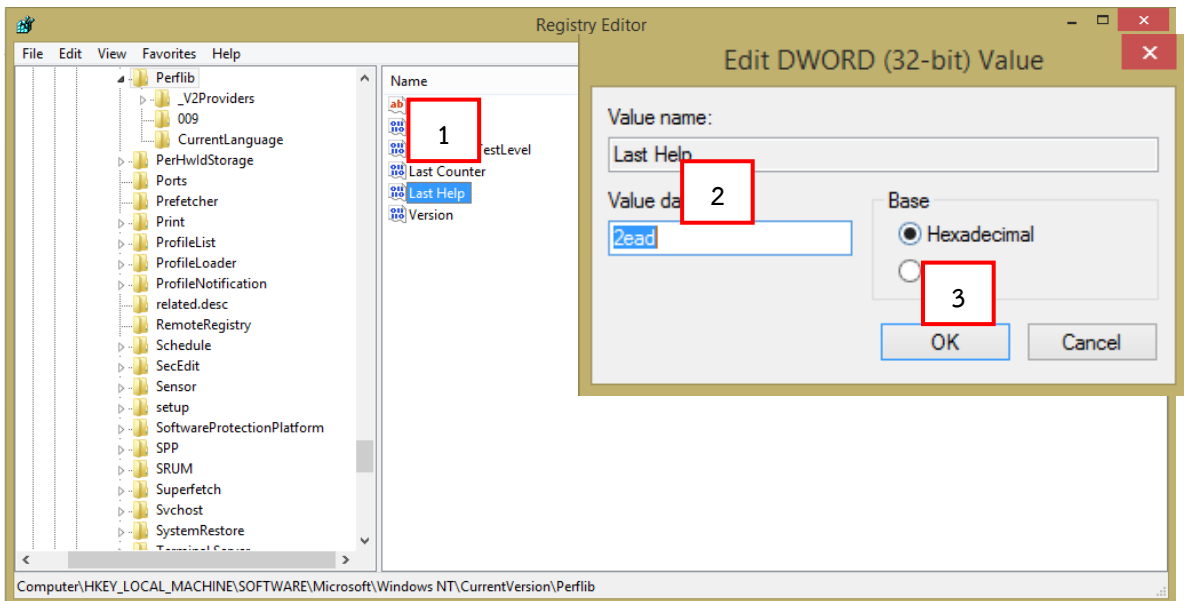 Registry Editor
File Edit View Favorites Help
Perflib
_V2Providers
009
CurrentLanguage
PerHwIdStorage
Ports
Prefetcher
Print
ProfileList
ProfileLoader
ProfileNotification
related.desc
RemoteRegistry
Schedule
SecEdit
Sensor
setup
SoftwareProtectionPlatform
SPP
SRUM
Superfetch
Svchost
SystemRestore
Name
1
estLevel
Last Counter
Last Help
Version
Edit DWORD (32-bit) Value
Value name:
Last Help
Value da
2
2ead
Base
Hexadecimal
3
OK Cancel
Computer\HKEY_LOCAL_MACHINE\SOFTWARE\Microsoft\Windows NT\CurrentVersion\Perflib